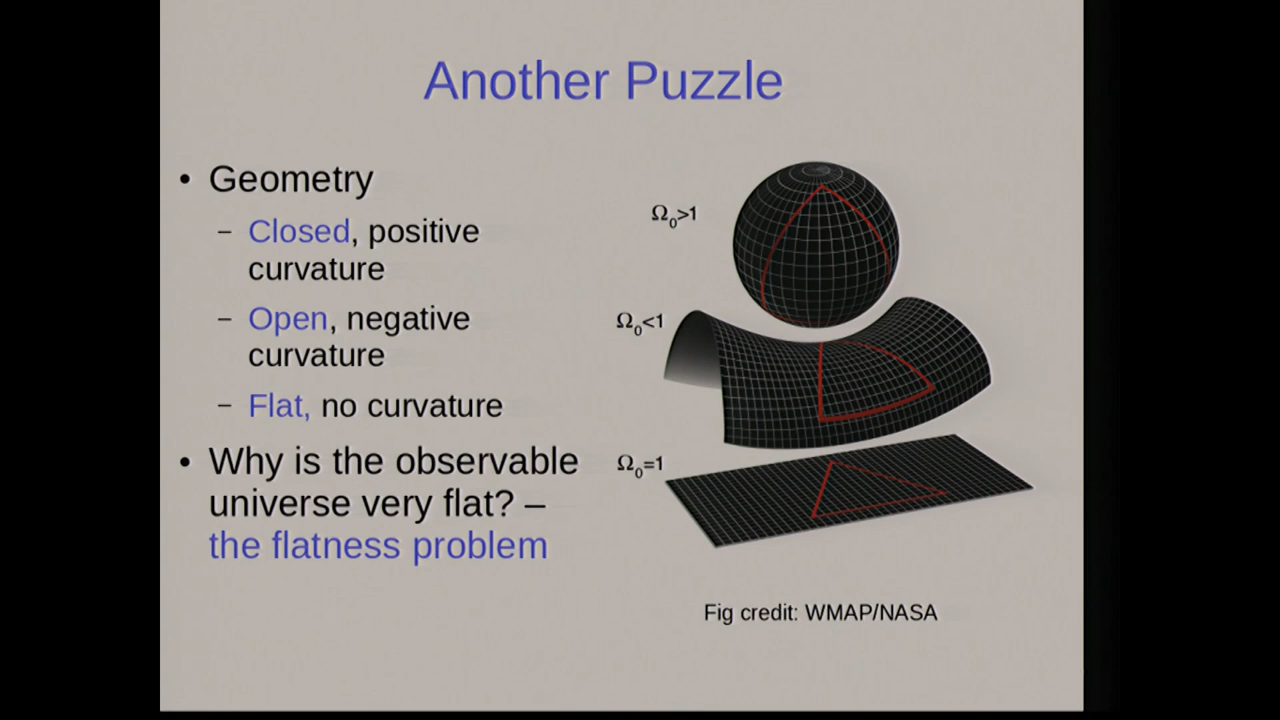 Another Puzzle
• Geometry
– Closed, positive
curvature
– Open, negative
curvature
– Flat, no curvature
• Why is the observable
universe very flat? –
the flatness problem
Ω₀>1
Ω₀<1
Ω₀=1
Fig credit: WMAP/NASA